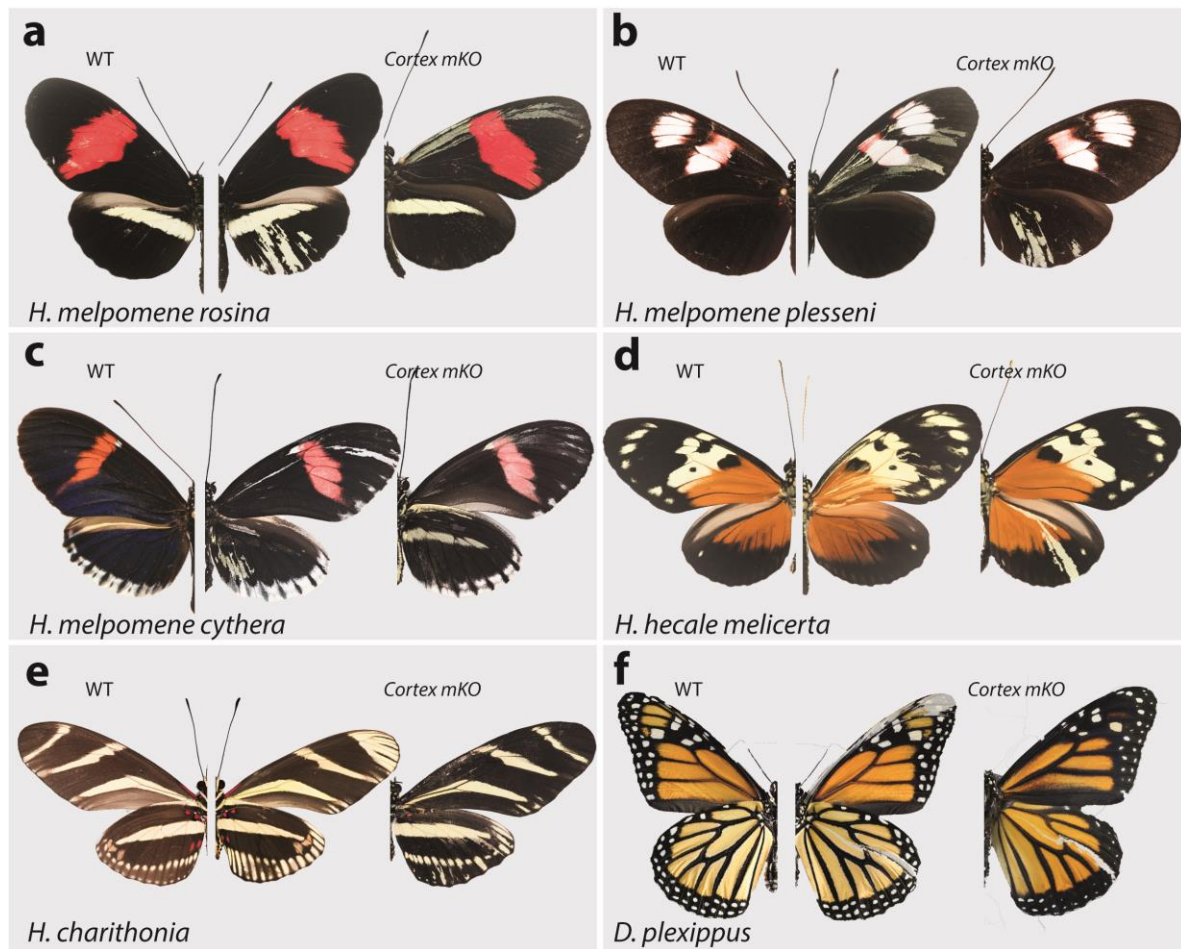 a
WT
Cortex mKO
H. melpomene rosina
b
WT
Cortex mKO
H. melpomene plesseni
c
WT
Cortex mKO
H. melpomene cythera
d
WT
Cortex mKO
H. hecale melicerta
e
WT
Cortex mKO
H. charithonia
f
WT
Cortex mKO
D. plexippus